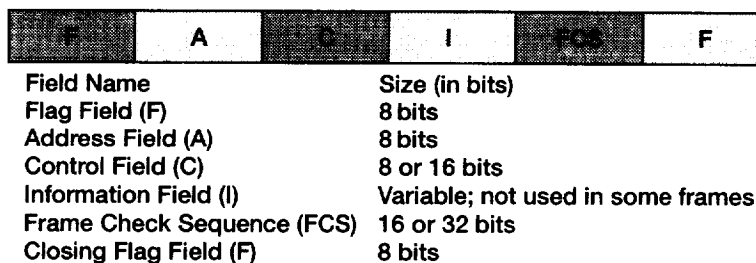 F A C I FCS F
Field Name Size (in bits)
Flag Field (F) 8 bits
Address Field (A) 8 bits
Control Field (C) 8 or 16 bits
Information Field (I) Variable; not used in some frames
Frame Check Sequence (FCS) 16 or 32 bits
Closing Flag Field (F) 8 bits